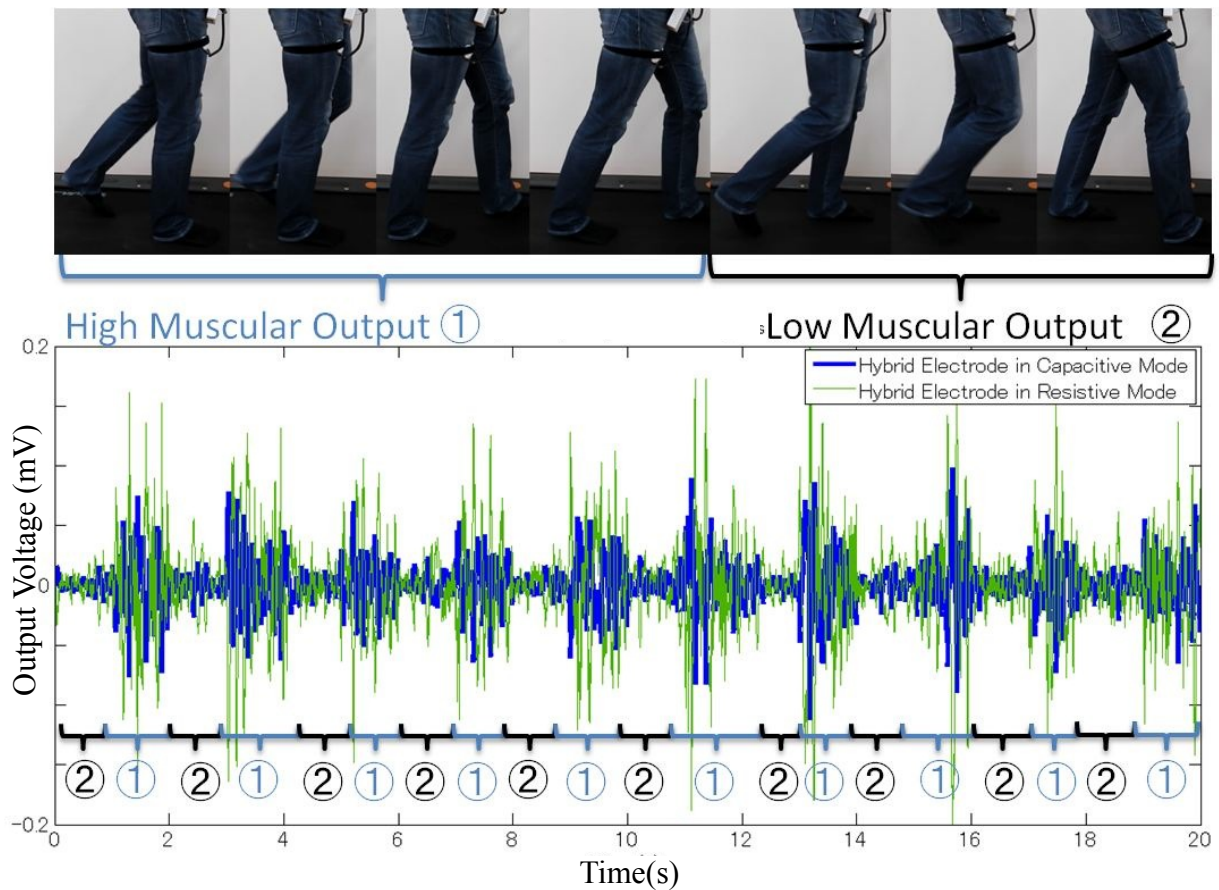 High Muscular Output ①
Low Muscular Output ②
Hybrid Electrode in Capacitive Mode
Hybrid Electrode in Resistive Mode
Output Voltage (mV)
0.2
0
−0.2
② ① ② ① ② ① ② ① ② ① ② ① ② ① ② ① ② ① ② ①
0 2 4 6 8 10 12 14 16 18 20
Time(s)